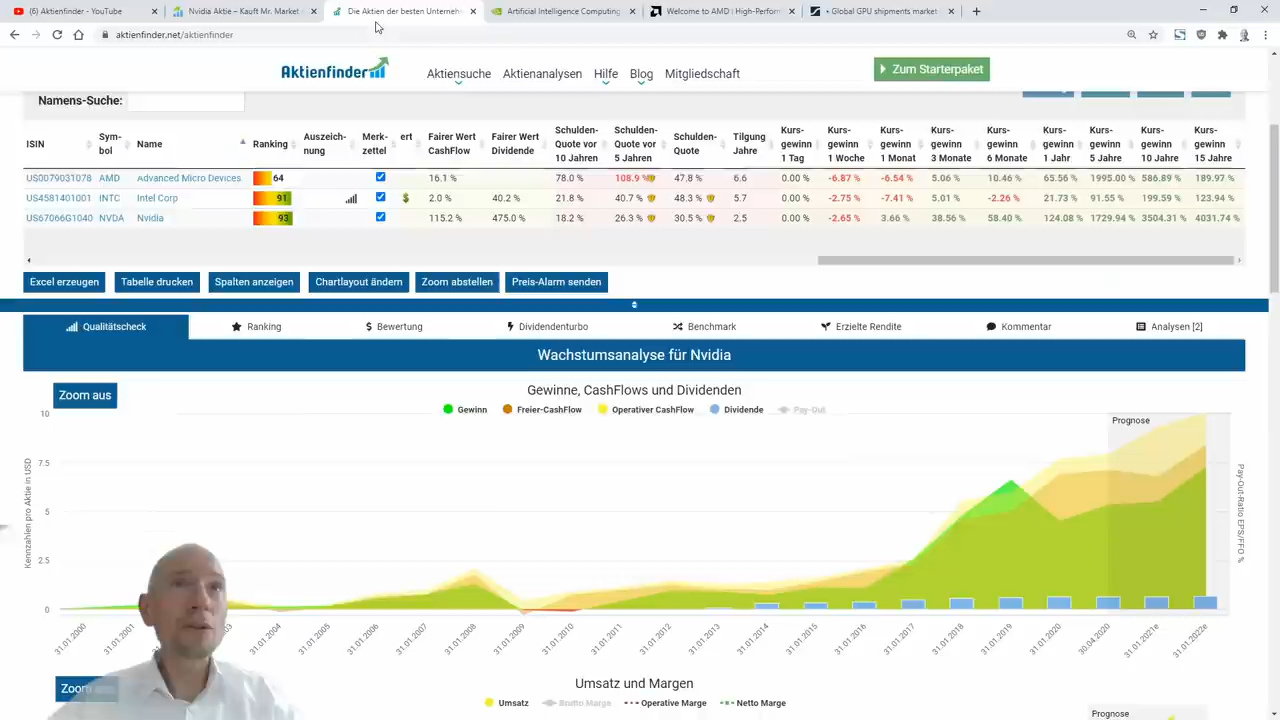 (6) Aktienfinder - YouTube
Nvidia Aktie – Kauft Mr. Market
Die Aktien der besten Unterneh
Artificial Intelligence Computing
Welcome to AMD | High-Perform
• Global GPU shipments market
aktienfinder.net/aktienfinder
Aktienfinder
Aktiensuche
Aktienanalysen
Hilfe
Blog
Mitgliedschaft
Zum Starterpaket
Namens-Suche:
ISIN Sym-bol Name Ranking Auszeich-nung Merk-zettel ert Fairer Wert CashFlow Fairer Wert Dividende Schulden-Quote vor 10 Jahren Schulden-Quote vor 5 Jahren Schulden-Quote Tilgung Jahre Kurs-gewinn 1 Tag Kurs-gewinn 1 Woche Kurs-gewinn 1 Monat Kurs-gewinn 3 Monate Kurs-gewinn 6 Monate Kurs-gewinn 1 Jahr Kurs-gewinn 5 Jahre Kurs-gewinn 10 Jahre Kurs-gewinn 15 Jahre
US0079031078 AMD Advanced Micro Devices 64 16.1 % 78.0 % 108.9 % 47.8 % 6.6 0.00 % -6.87 % -6.54 % 5.06 % 10.46 % 65.56 % 1995.00 % 586.89 % 189.97 %
US4581401001 INTC Intel Corp 91 $ 2.0 % 40.2 % 21.8 % 40.7 % 48.3 % 5.7 0.00 % -2.75 % -7.41 % 5.01 % -2.26 % 21.73 % 91.55 % 199.59 % 123.94 %
US67066G1040 NVDA Nvidia 93 115.2 % 475.0 % 18.2 % 26.3 % 30.5 % 2.5 0.00 % -2.65 % 3.66 % 38.56 % 58.40 % 124.08 % 1729.94 % 3504.31 % 4031.74 %
Excel erzeugen
Tabelle drucken
Spalten anzeigen
Chartlayout ändern
Zoom abstellen
Preis-Alarm senden
Qualitätscheck
Ranking
$ Bewertung
Dividendenturbo
Benchmark
Erzielte Rendite
Kommentar
Analysen [2]
Wachstumsanalyse für Nvidia
Zoom aus
Gewinne, CashFlows und Dividenden
Gewinn
Freier-CashFlow
Operativer CashFlow
Dividende
Pay-Out
Prognose
10
7.5
5
2.5
0
Kennzahlen pro Aktie in USD
Pay-Out-Ratio EPS/FFO %
31.01.2000
31.01.2001
31.01.2004
31.01.2005
31.01.2006
31.01.2007
31.01.2008
31.01.2009
31.01.2010
31.01.2011
31.01.2012
31.01.2013
31.01.2014
31.01.2015
31.01.2016
31.01.2017
31.01.2018
31.01.2019
31.01.2020
30.04.2020
31.01.2021e
31.01.2022e
Umsatz und Margen
Umsatz
Brutto Marge
Operative Marge
Netto Marge
Prognose